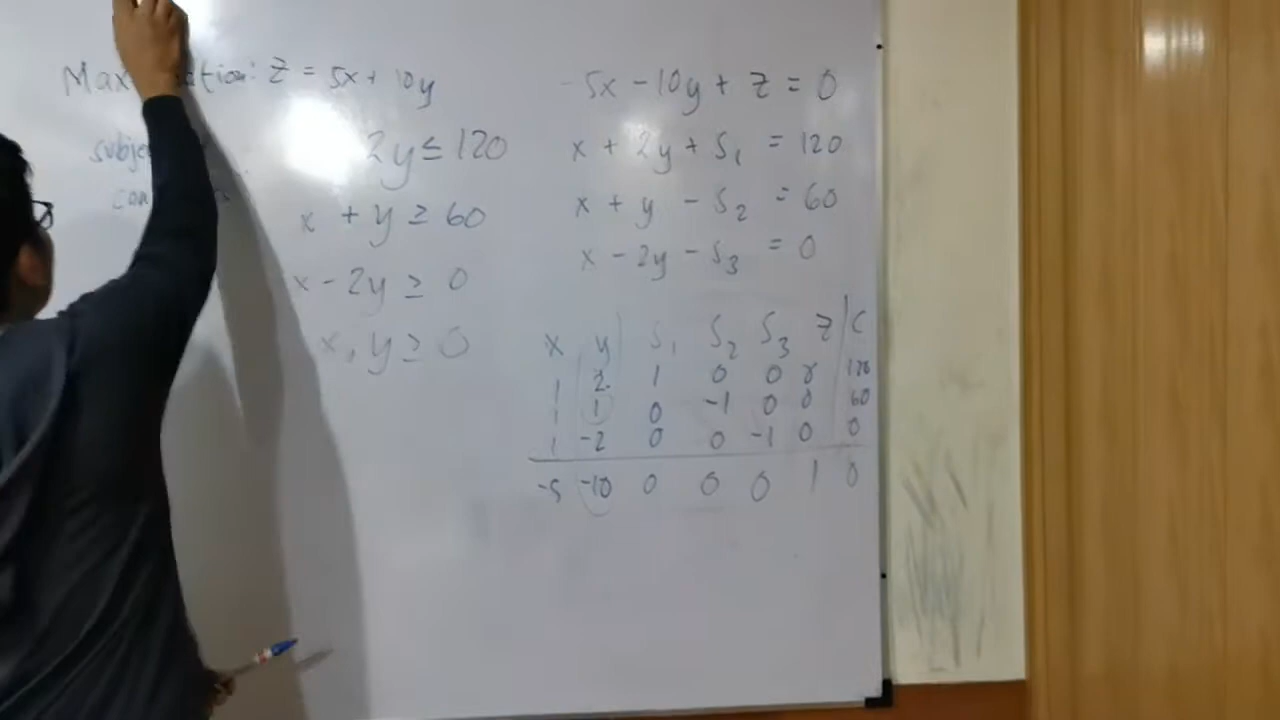 Max tion: Z = 5x + 10y
2y ≤ 120
x + y ≥ 60
x - 2y ≥ 0
x, y ≥ 0
-5x - 10y + Z = 0
x + 2y + S₁ = 120
x + y - S₂ = 60
x - 2y - S₃ = 0
x y S₁ S₂ S₃ Z C
1 2 1 0 0 0 120
1 1 0 -1 0 0 60
1 -2 0 0 -1 0 0
-5 -10 0 0 0 1 0